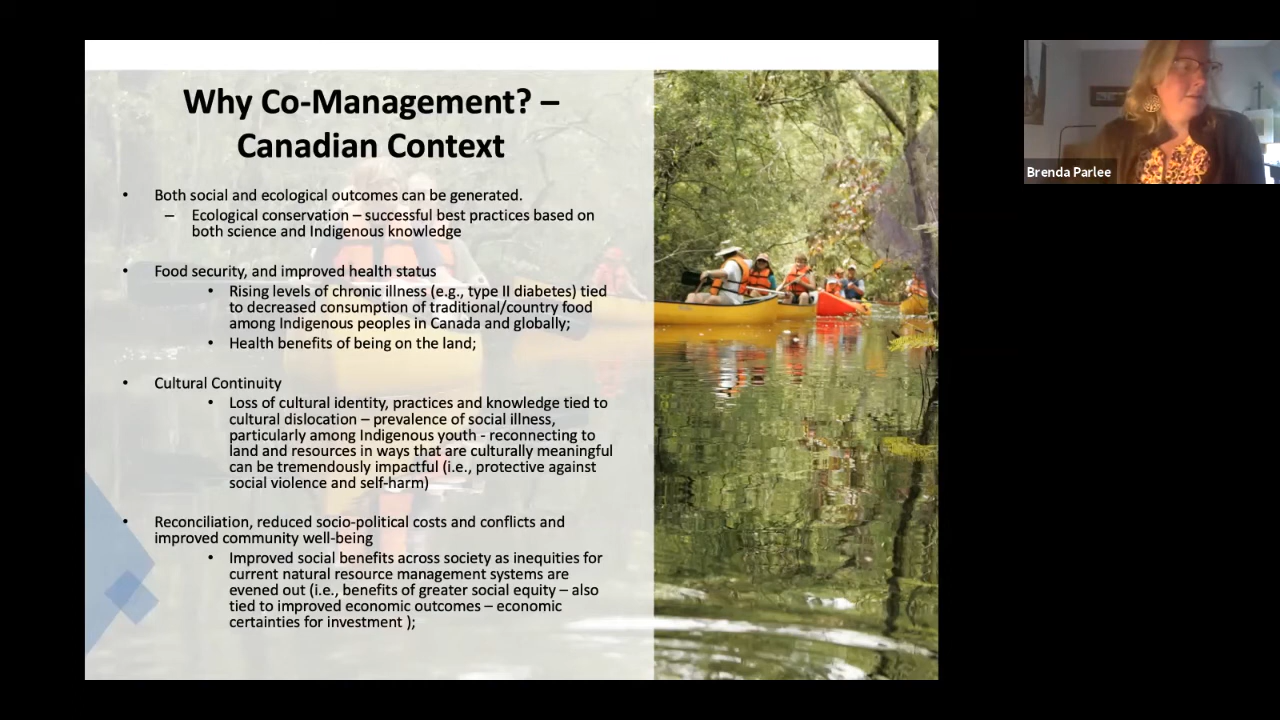 Why Co-Management? –
Canadian Context
• Both social and ecological outcomes can be generated.
– Ecological conservation – successful best practices based on
both science and Indigenous knowledge
• Food security, and improved health status
• Rising levels of chronic illness (e.g., type II diabetes) tied
to decreased consumption of traditional/country food
among Indigenous peoples in Canada and globally;
• Health benefits of being on the land;
• Cultural Continuity
• Loss of cultural identity, practices and knowledge tied to
cultural dislocation – prevalence of social illness,
particularly among Indigenous youth - reconnecting to
land and resources in ways that are culturally meaningful
can be tremendously impactful (i.e., protective against
social violence and self-harm)
• Reconciliation, reduced socio-political costs and conflicts and
improved community well-being
• Improved social benefits across society as inequities for
current natural resource management systems are
evened out (i.e., benefits of greater social equity – also
tied to improved economic outcomes – economic
certainties for investment );
Brenda Parlee